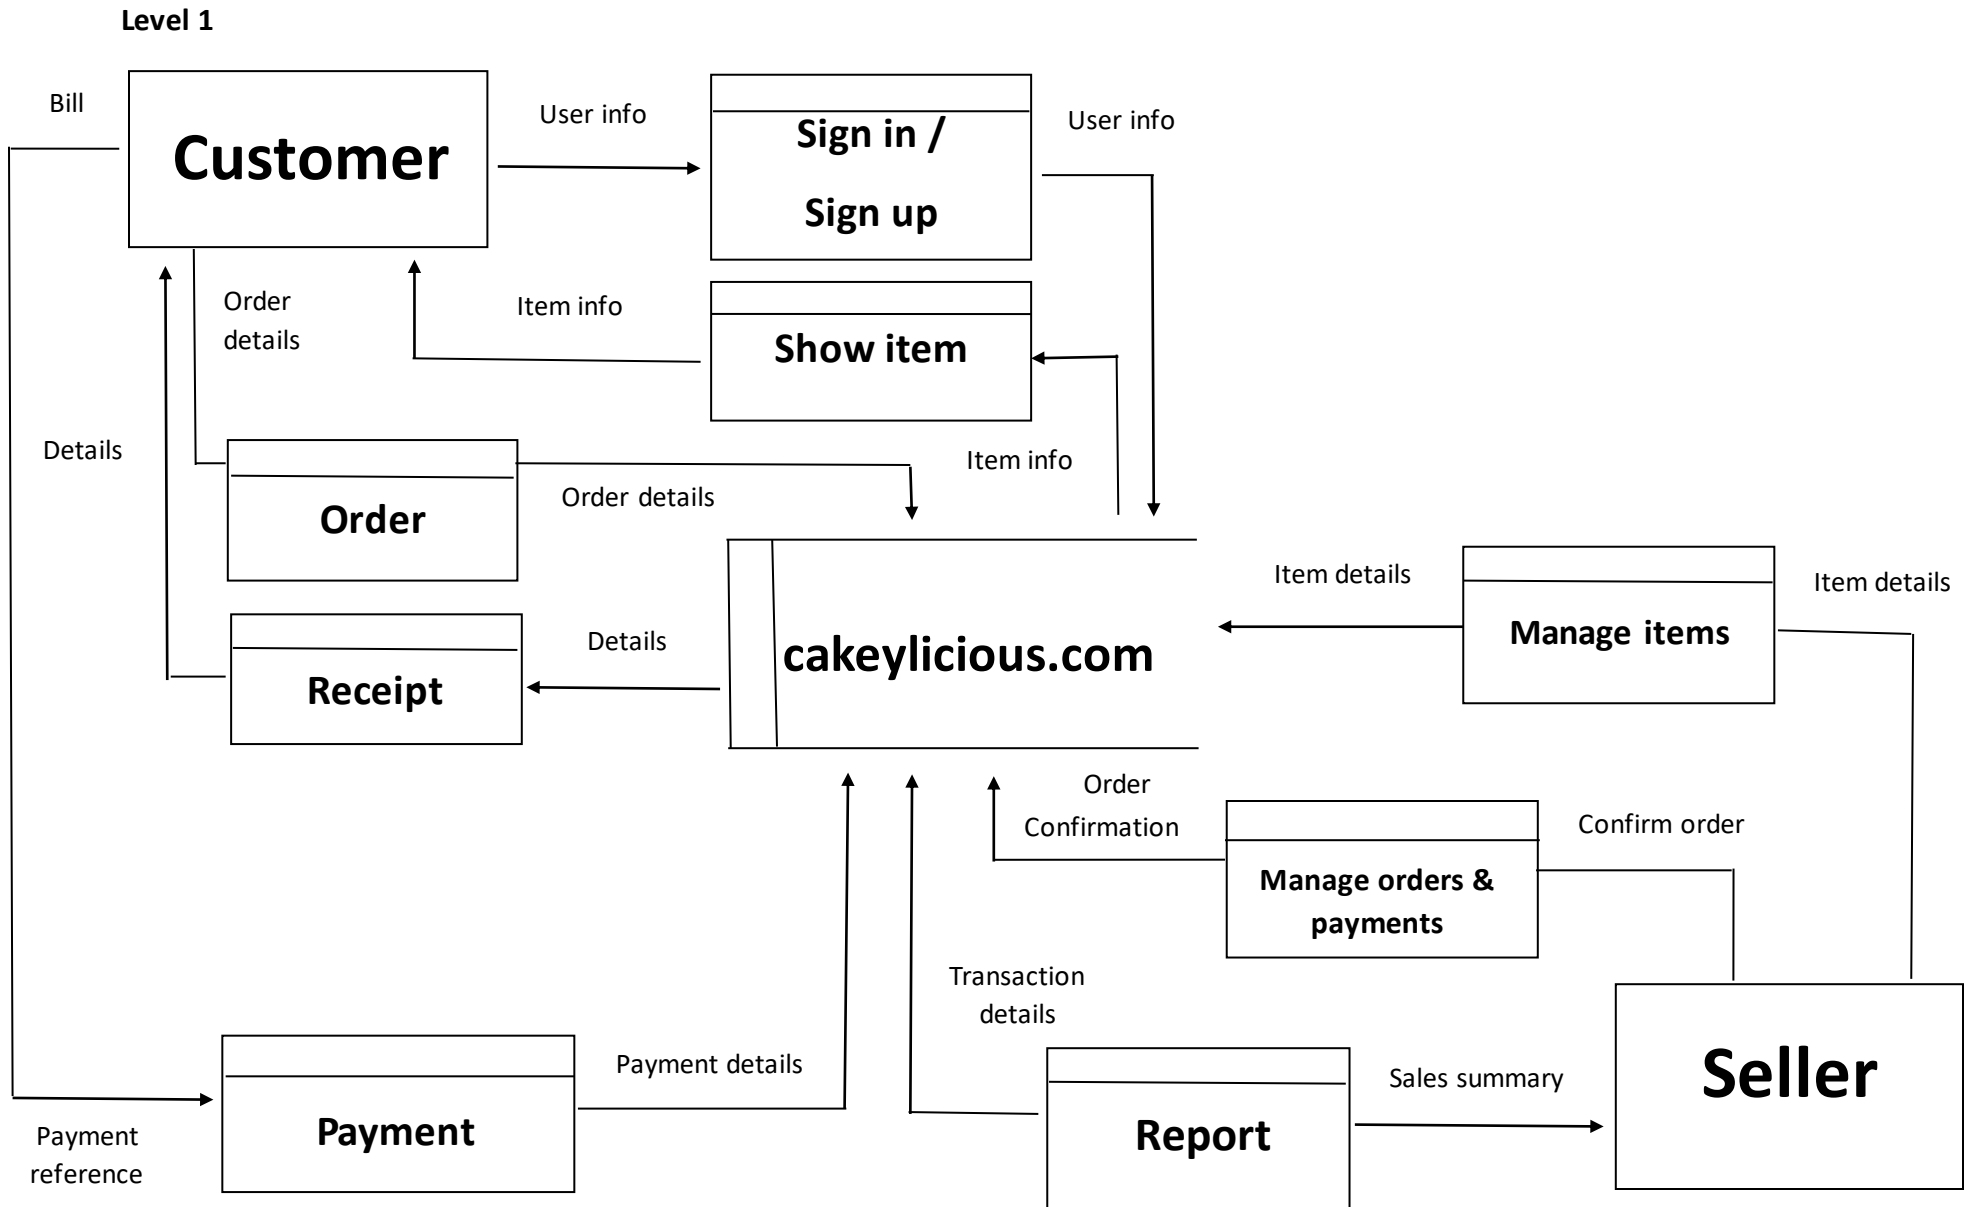 Level 1
Bill
Customer
User info
Sign in /
Sign up
User info
Order
details
Item info
Show item
Details
Order
Order details
Item info
Receipt
Details
cakeylicious.com
Item details
Manage items
Item details
Order
Confirmation
Manage orders &
payments
Confirm order
Transaction
details
Payment
reference
Payment
Payment details
Report
Sales summary
Seller